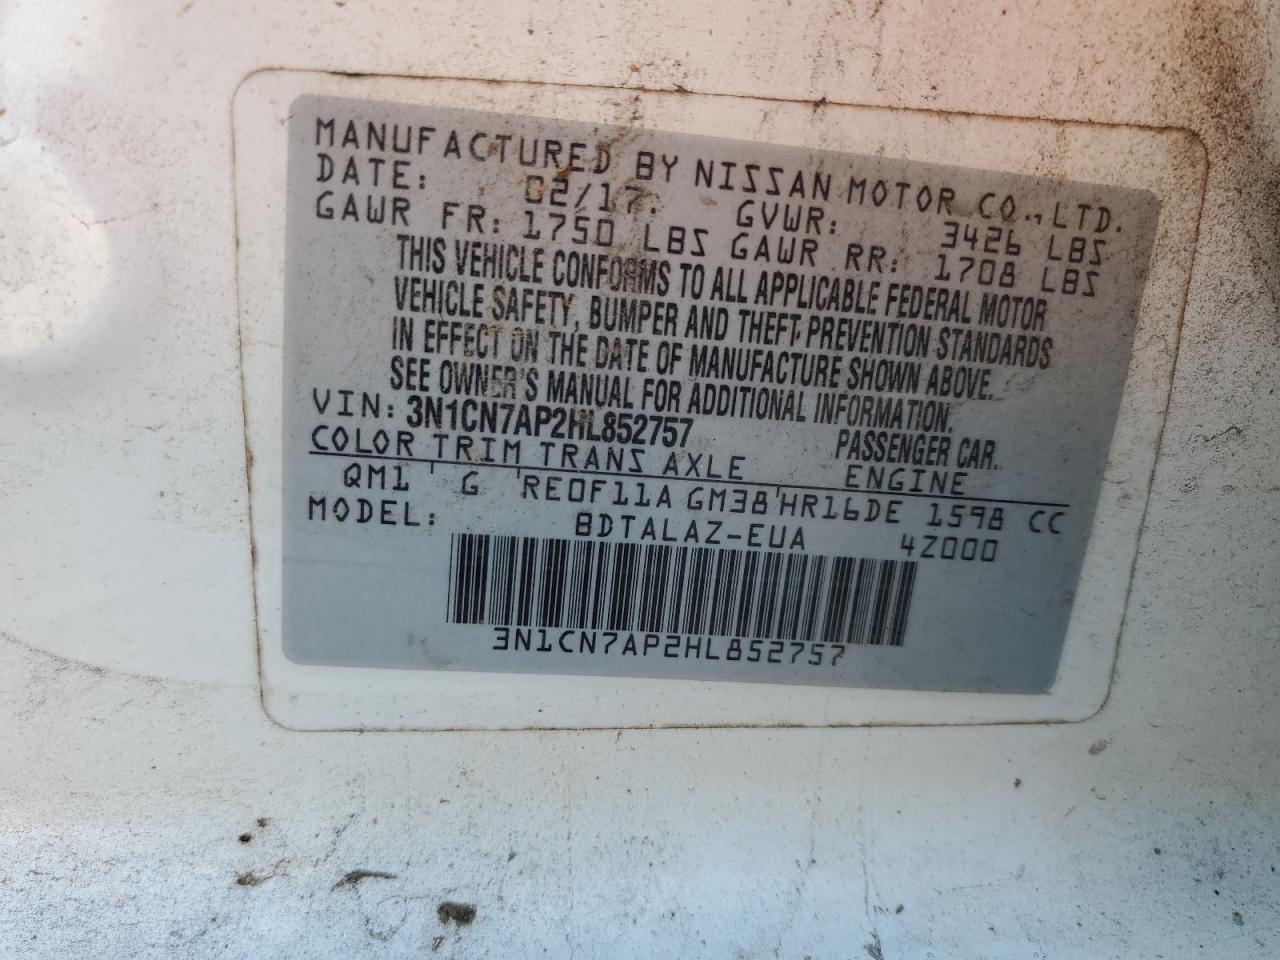 MANUFACTURED BY NISSAN MOTOR CO., LTD.
DATE: 02/17. GVWR: 3426 LBS
GAWR FR: 1750 LBS GAWR RR: 1708 LBS
THIS VEHICLE CONFORMS TO ALL APPLICABLE FEDERAL MOTOR
VEHICLE SAFETY, BUMPER AND THEFT PREVENTION STANDARDS
IN EFFECT ON THE DATE OF MANUFACTURE SHOWN ABOVE.
SEE OWNER'S MANUAL FOR ADDITIONAL INFORMATION.
VIN: 3N1CN7AP2HL852757 PASSENGER CAR.
COLOR TRIM TRANS AXLE ENGINE
QM1 ' G ' RE0F11A GM38 ' HR16DE 1598 CC
MODEL: BDTALAZ-EUA 4Z000
3N1CN7AP2HL852757